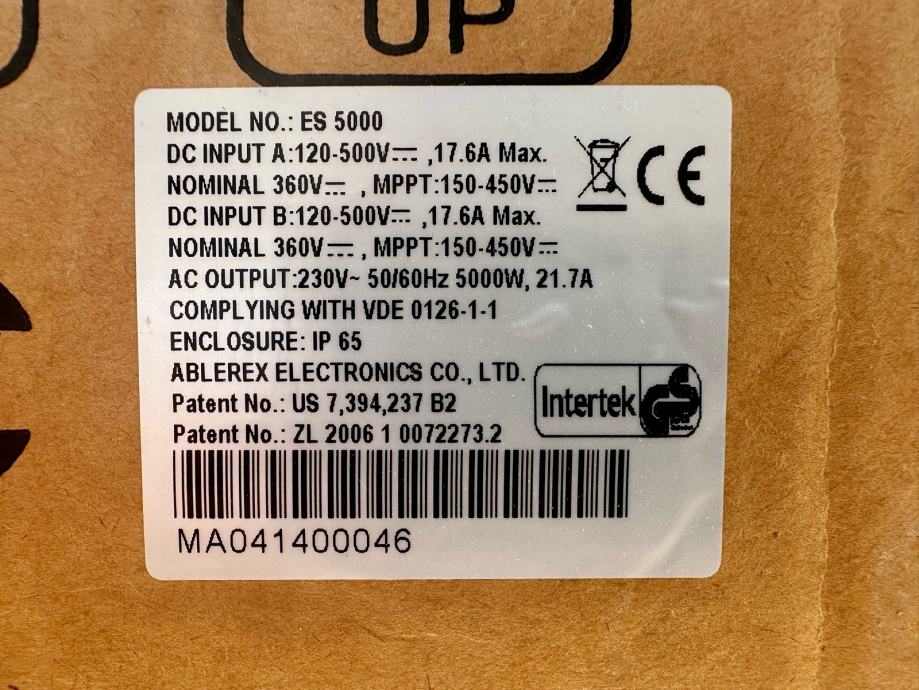 UP
MODEL NO.: ES 5000
DC INPUT A:120-500V⎓ ,17.6A Max.
NOMINAL 360V⎓ , MPPT:150-450V⎓
DC INPUT B:120-500V⎓ ,17.6A Max.
NOMINAL 360V⎓ , MPPT:150-450V⎓
CE
AC OUTPUT:230V~ 50/60Hz 5000W, 21.7A
COMPLYING WITH VDE 0126-1-1
ENCLOSURE: IP 65
ABLEREX ELECTRONICS CO., LTD.
Patent No.: US 7,394,237 B2
Patent No.: ZL 2006 1 0072273.2
Intertek
MA041400046